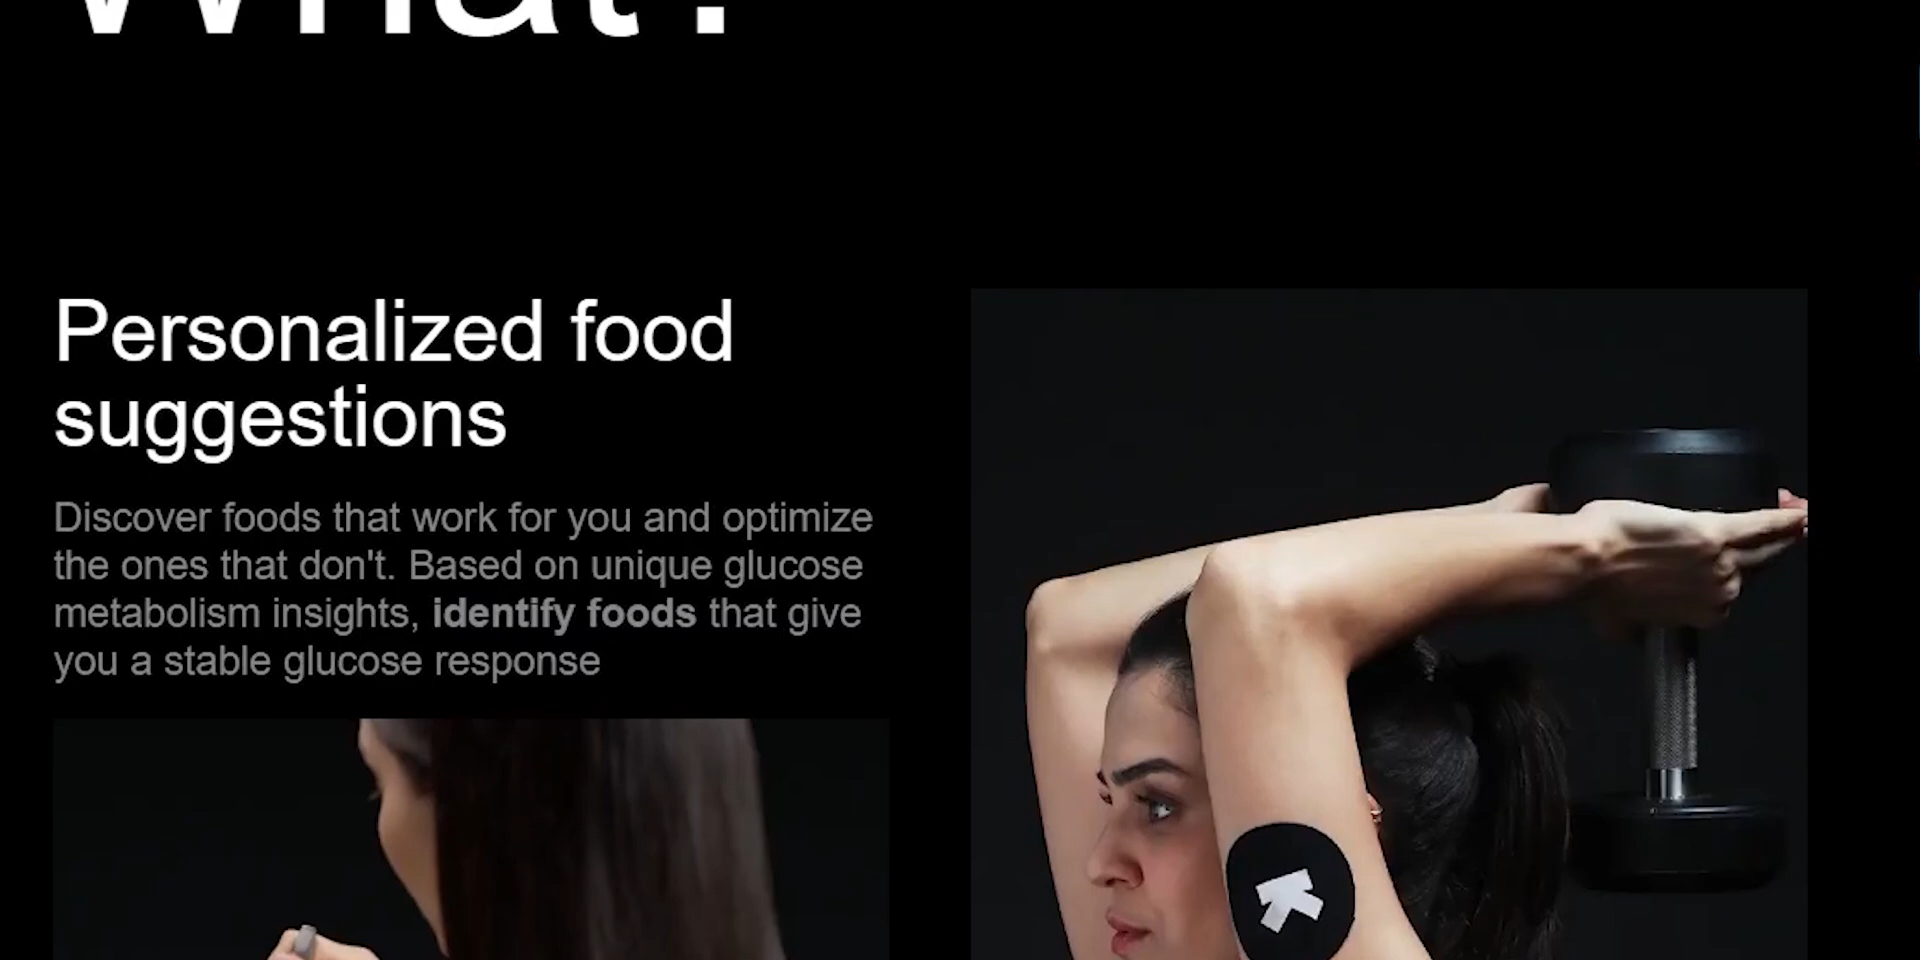 What?
Personalized food
suggestions
Discover foods that work for you and optimize
the ones that don't. Based on unique glucose
metabolism insights, identify foods that give
you a stable glucose response